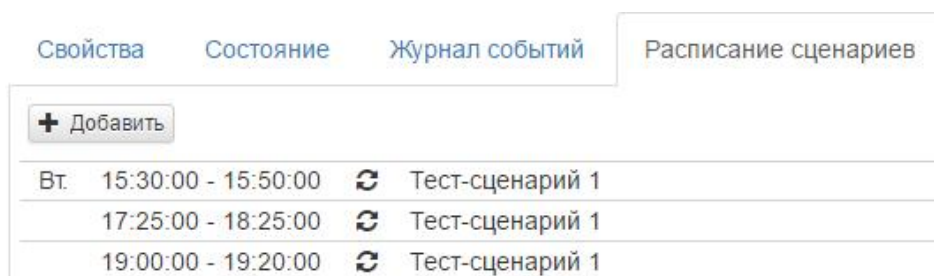 Свойства Состояние Журнал событий Расписание сценариев
Добавить
Вт. 15:30:00 - 15:50:00 Тест-сценарий 1
17:25:00 - 18:25:00 Тест-сценарий 1
19:00:00 - 19:20:00 Тест-сценарий 1